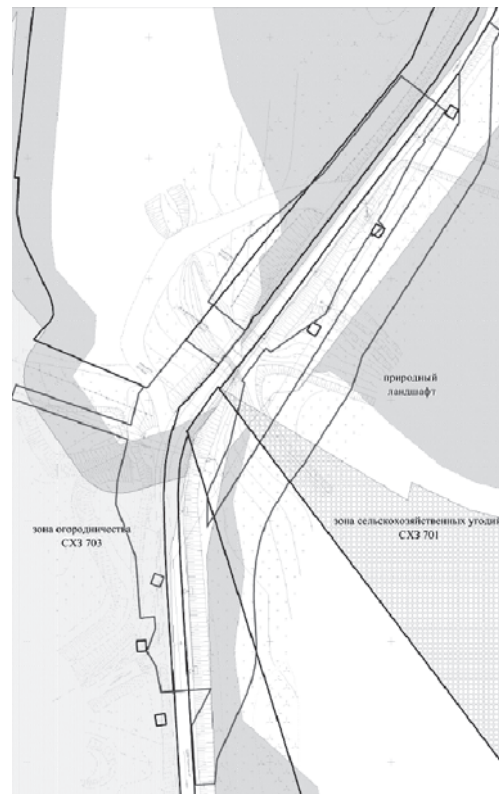 природный
ландшафт
зона огородничества
СХЗ 703
зона сельскохозяйственных угодий
СХЗ 701